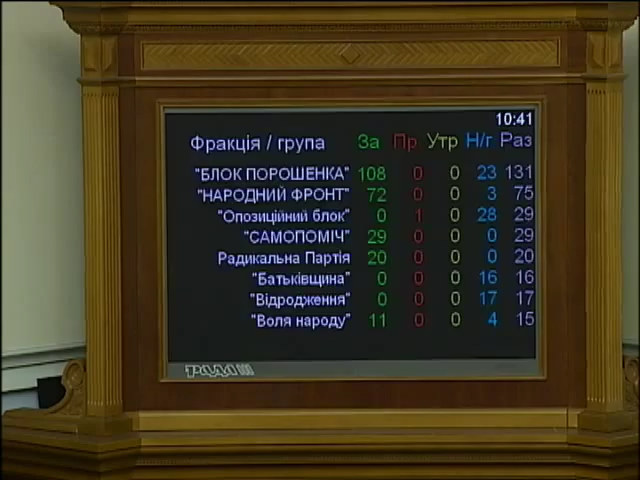 10:41
Фракція / група За Пр Утр Н/г Раз
"БЛОК ПОРОШЕНКА" 108 0 0 23 131
"НАРОДНИЙ ФРОНТ" 72 0 0 3 75
"Опозиційний блок" 0 1 0 28 29
"САМОПОМІЧ" 29 0 0 0 29
Радикальна Партія 20 0 0 0 20
"Батьківщина" 0 0 0 16 16
"Відродження" 0 0 0 17 17
"Воля народу" 11 0 0 4 15
РАДА